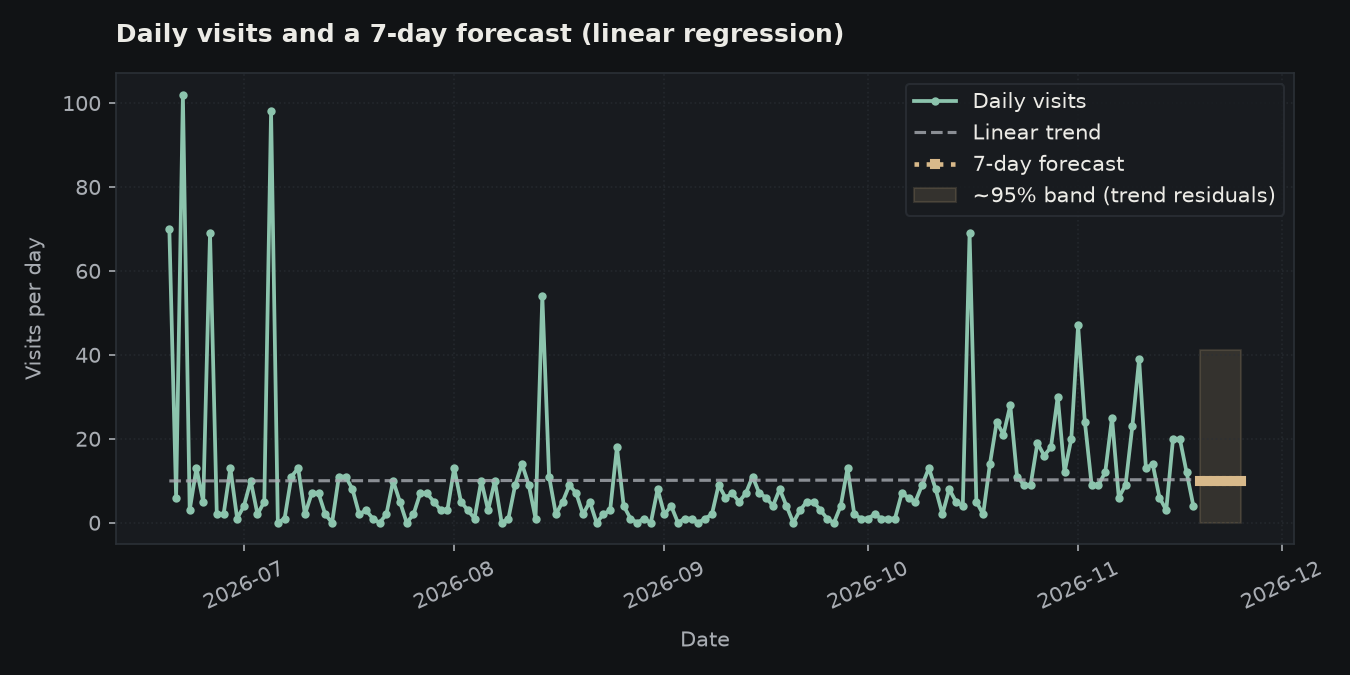 Daily visits and a 7-day forecast (linear regression)
Daily visits
Linear trend
7-day forecast
~95% band (trend residuals)
Visits per day
100
80
60
40
20
0
2026-07
2026-08
2026-09
2026-10
2026-11
2026-12
Date